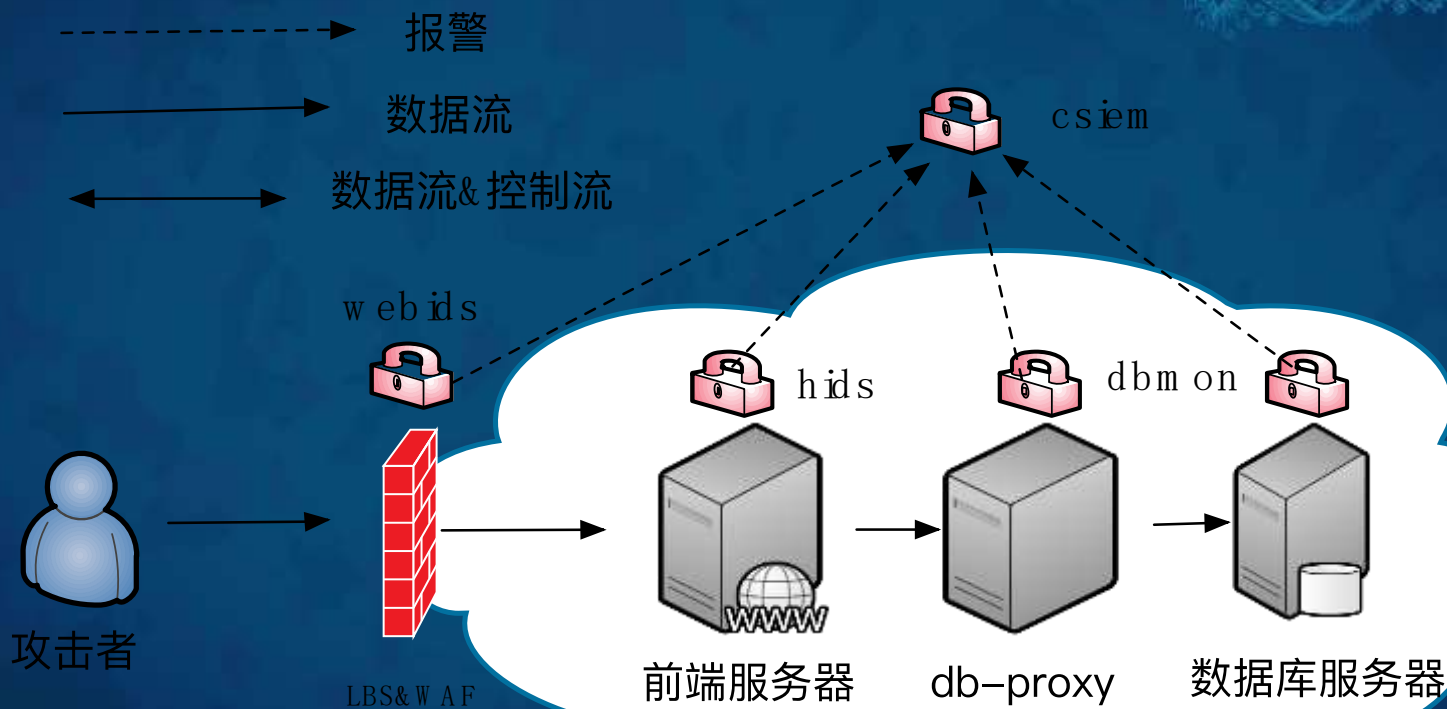 报警
数据流
数据流&控制流
csiem
webids
hids
dbmon
WWW
攻击者
LBS&WAF
前端服务器
db-proxy
数据库服务器